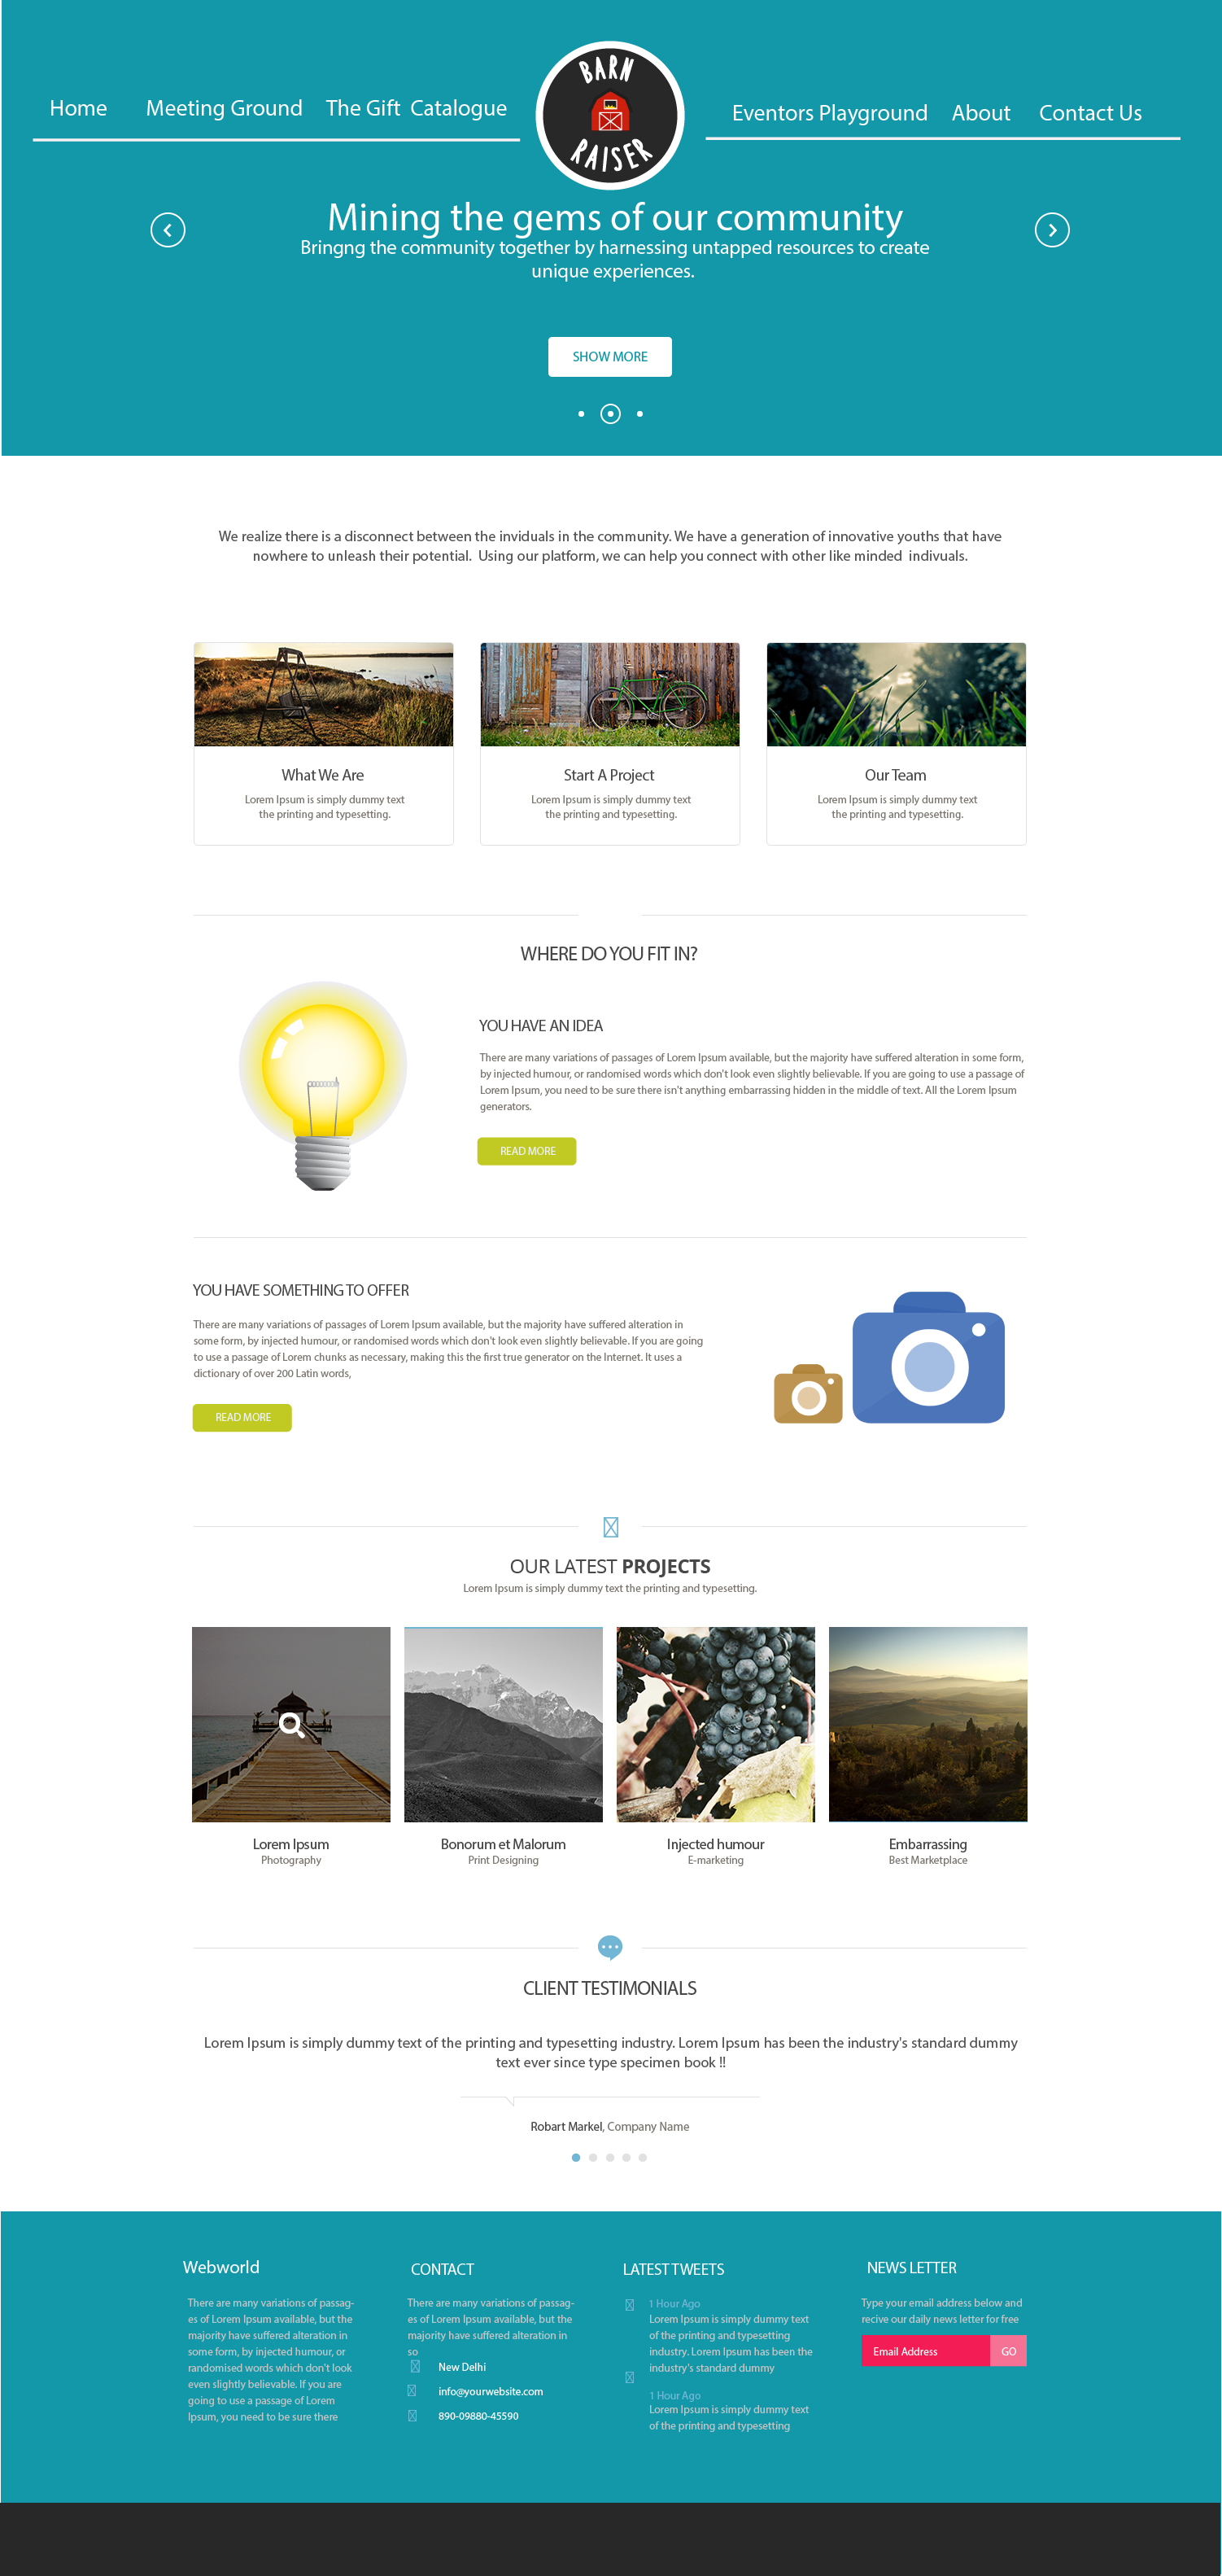 Home Meeting Ground The Gift Catalogue
BARN
RAISER
Eventors Playground About Contact Us
Mining the gems of our community
Bringng the community together by harnessing untapped resources to create
unique experiences.
SHOW MORE
We realize there is a disconnect between the inviduals in the community. We have a generation of innovative youths that have
nowhere to unleash their potential. Using our platform, we can help you connect with other like minded indivuals.
What We Are
Lorem Ipsum is simply dummy text
the printing and typesetting.
Start A Project
Lorem Ipsum is simply dummy text
the printing and typesetting.
Our Team
Lorem Ipsum is simply dummy text
the printing and typesetting.
WHERE DO YOU FIT IN?
YOU HAVE AN IDEA
There are many variations of passages of Lorem Ipsum available, but the majority have suffered alteration in some form,
by injected humour, or randomised words which don't look even slightly believable. If you are going to use a passage of
Lorem Ipsum, you need to be sure there isn't anything embarrassing hidden in the middle of text. All the Lorem Ipsum
generators.
READ MORE
YOU HAVE SOMETHING TO OFFER
There are many variations of passages of Lorem Ipsum available, but the majority have suffered alteration in
some form, by injected humour, or randomised words which don't look even slightly believable. If you are going
to use a passage of Lorem chunks as necessary, making this the first true generator on the Internet. It uses a
dictionary of over 200 Latin words,
READ MORE
OUR LATEST PROJECTS
Lorem Ipsum is simply dummy text the printing and typesetting.
Lorem Ipsum
Photography
Bonorum et Malorum
Print Designing
Injected humour
E-marketing
Embarrassing
Best Marketplace
CLIENT TESTIMONIALS
Lorem Ipsum is simply dummy text of the printing and typesetting industry. Lorem Ipsum has been the industry's standard dummy
text ever since type specimen book !!
Robart Markel, Company Name
Webworld
There are many variations of passag-
es of Lorem Ipsum available, but the
majority have suffered alteration in
some form, by injected humour, or
randomised words which don't look
even slightly believable. If you are
going to use a passage of Lorem
Ipsum, you need to be sure there
CONTACT
There are many variations of passag-
es of Lorem Ipsum available, but the
majority have suffered alteration in
so
New Delhi
info@yourwebsite.com
890-09880-45590
LATEST TWEETS
1 Hour Ago
Lorem Ipsum is simply dummy text
of the printing and typesetting
industry. Lorem Ipsum has been the
industry's standard dummy
1 Hour Ago
Lorem Ipsum is simply dummy text
of the printing and typesetting
NEWS LETTER
Type your email address below and
recive our daily news letter for free
Email Address GO